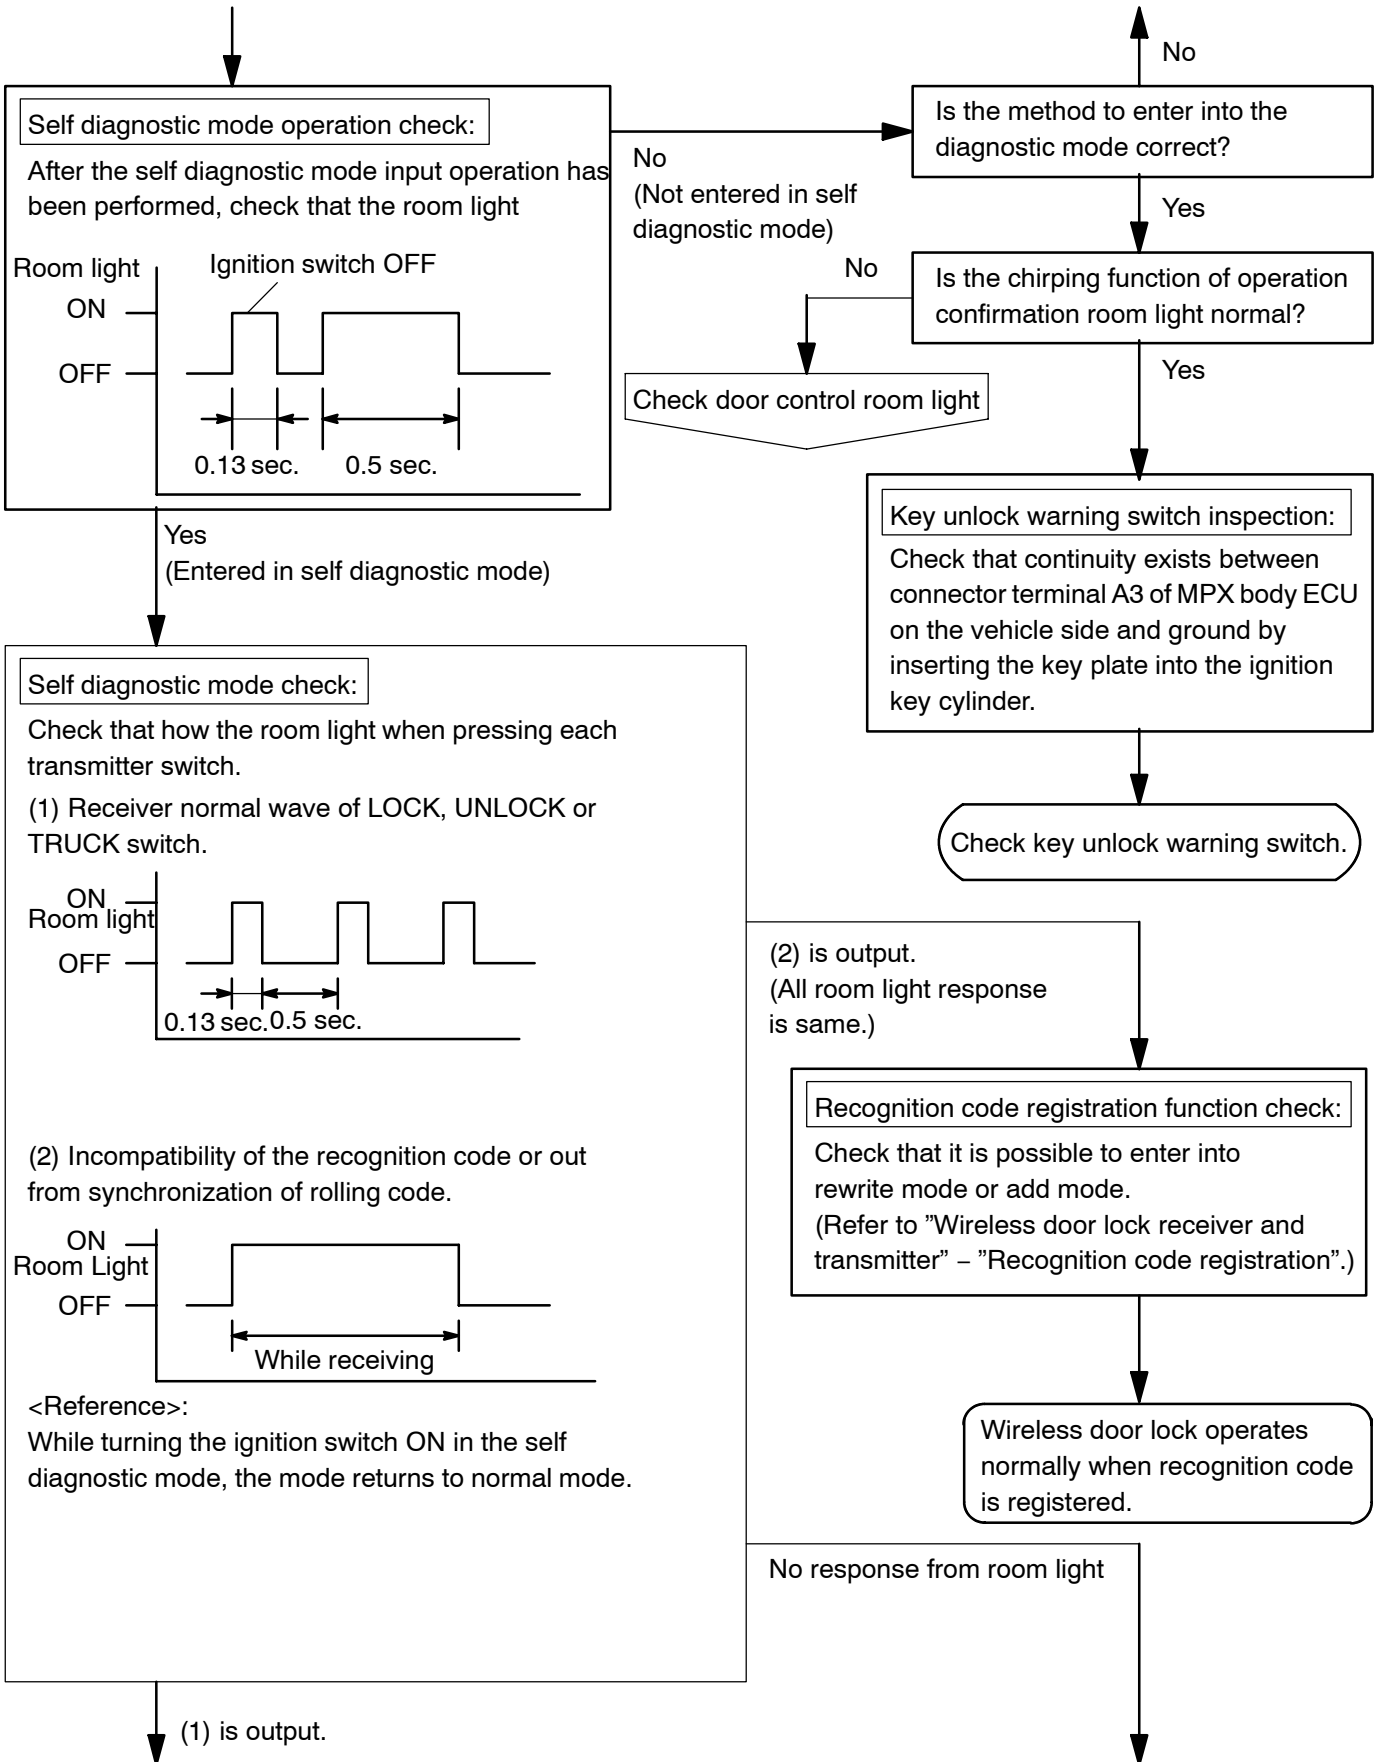 No
Self diagnostic mode operation check:
After the self diagnostic mode input operation has
been performed, check that the room light
Room light
Ignition switch OFF
ON
OFF
0.13 sec.
0.5 sec.
No
(Not entered in self
diagnostic mode)
Is the method to enter into the
diagnostic mode correct?
Yes
No
Is the chirping function of operation
confirmation room light normal?
Check door control room light
Yes
Key unlock warning switch inspection:
Check that continuity exists between
connector terminal A3 of MPX body ECU
on the vehicle side and ground by
inserting the key plate into the ignition
key cylinder.
Check key unlock warning switch.
Yes
(Entered in self diagnostic mode)
Self diagnostic mode check:
Check that how the room light when pressing each
transmitter switch.
(1) Receiver normal wave of LOCK, UNLOCK or
TRUCK switch.
ON
Room light
OFF
0.13 sec.
0.5 sec.
(2) Incompatibility of the recognition code or out
from synchronization of rolling code.
ON
Room Light
OFF
While receiving
<Reference>:
While turning the ignition switch ON in the self
diagnostic mode, the mode returns to normal mode.
(2) is output.
(All room light response
is same.)
Recognition code registration function check:
Check that it is possible to enter into
rewrite mode or add mode.
(Refer to ”Wireless door lock receiver and
transmitter” – ”Recognition code registration”.)
Wireless door lock operates
normally when recognition code
is registered.
No response from room light
(1) is output.